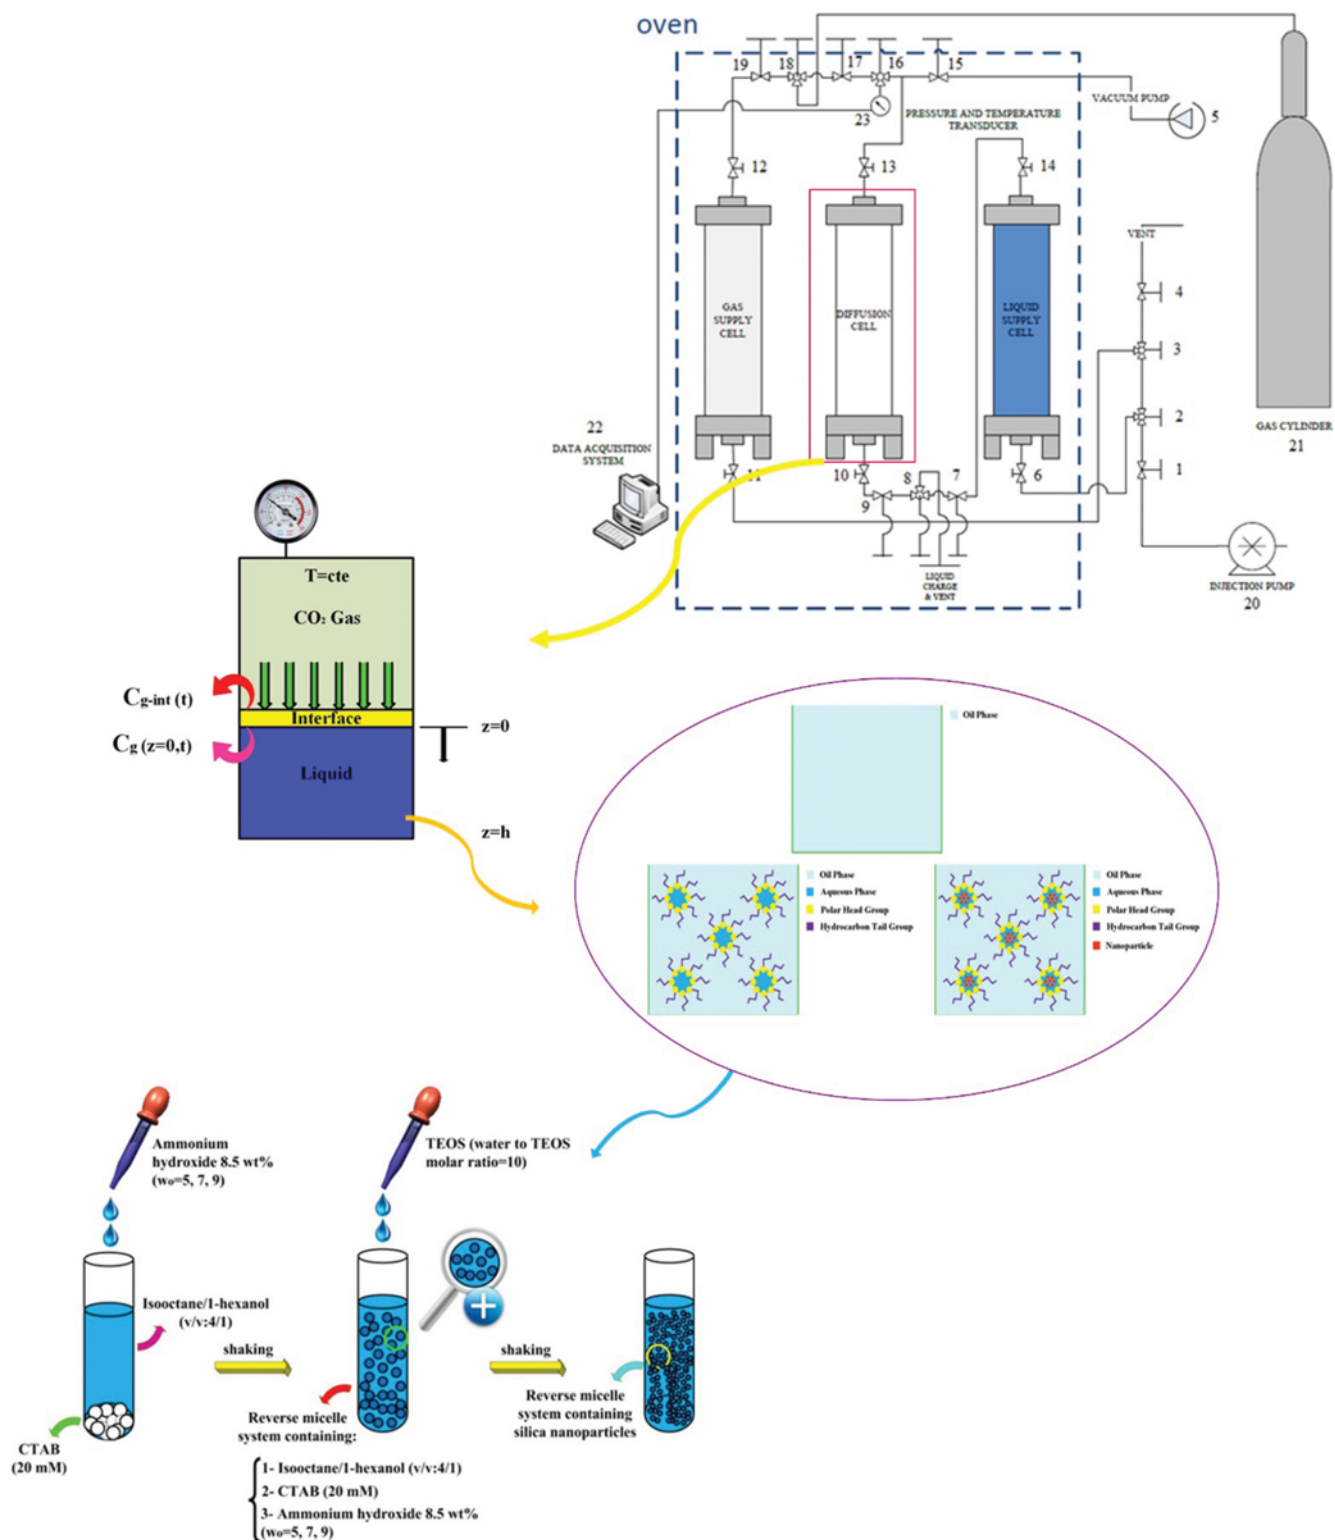 oven
19
18
17
16
15
23
PRESSURE AND TEMPERATURE
TRANSDUCER
VACUUM PUMP
5
12
13
14
VENT
GAS
SUPPLY
CELL
DIFFUSION
CELL
LIQUID
SUPPLY
CELL
4
3
2
1
GAS CYLINDER
21
22
DATA ACQUISITION
SYSTEM
11
10
9
8
7
6
LIQUID
CHARGE
& VENT
INJECTION PUMP
20
T=cte
CO₂ Gas
Cg-int (t)
Interface
z=0
Cg (z=0,t)
Liquid
z=h
Oil Phase
Oil Phase
Aqueous Phase
Polar Head Group
Hydrocarbon Tail Group
Oil Phase
Aqueous Phase
Polar Head Group
Hydrocarbon Tail Group
Nanoparticle
Ammonium
hydroxide 8.5 wt%
(w₀=5, 7, 9)
TEOS (water to TEOS
molar ratio=10)
Isooctane/1-hexanol
(v/v:4/1)
shaking
shaking
CTAB
(20 mM)
Reverse micelle
system containing:
Reverse micelle
system containing
silica nanoparticles
1- Isooctane/1-hexanol (v/v:4/1)
2- CTAB (20 mM)
3- Ammonium hydroxide 8.5 wt%
(w₀=5, 7, 9)